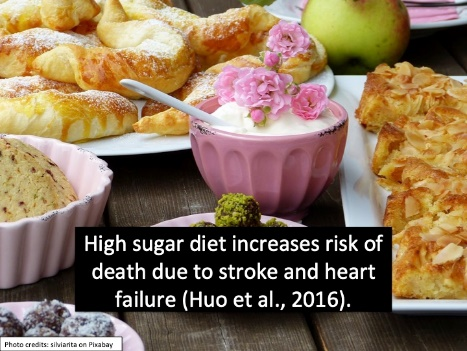 High sugar diet increases risk of
death due to stroke and heart
failure (Huo et al., 2016).
Photo credits: silviarita on Pixabay